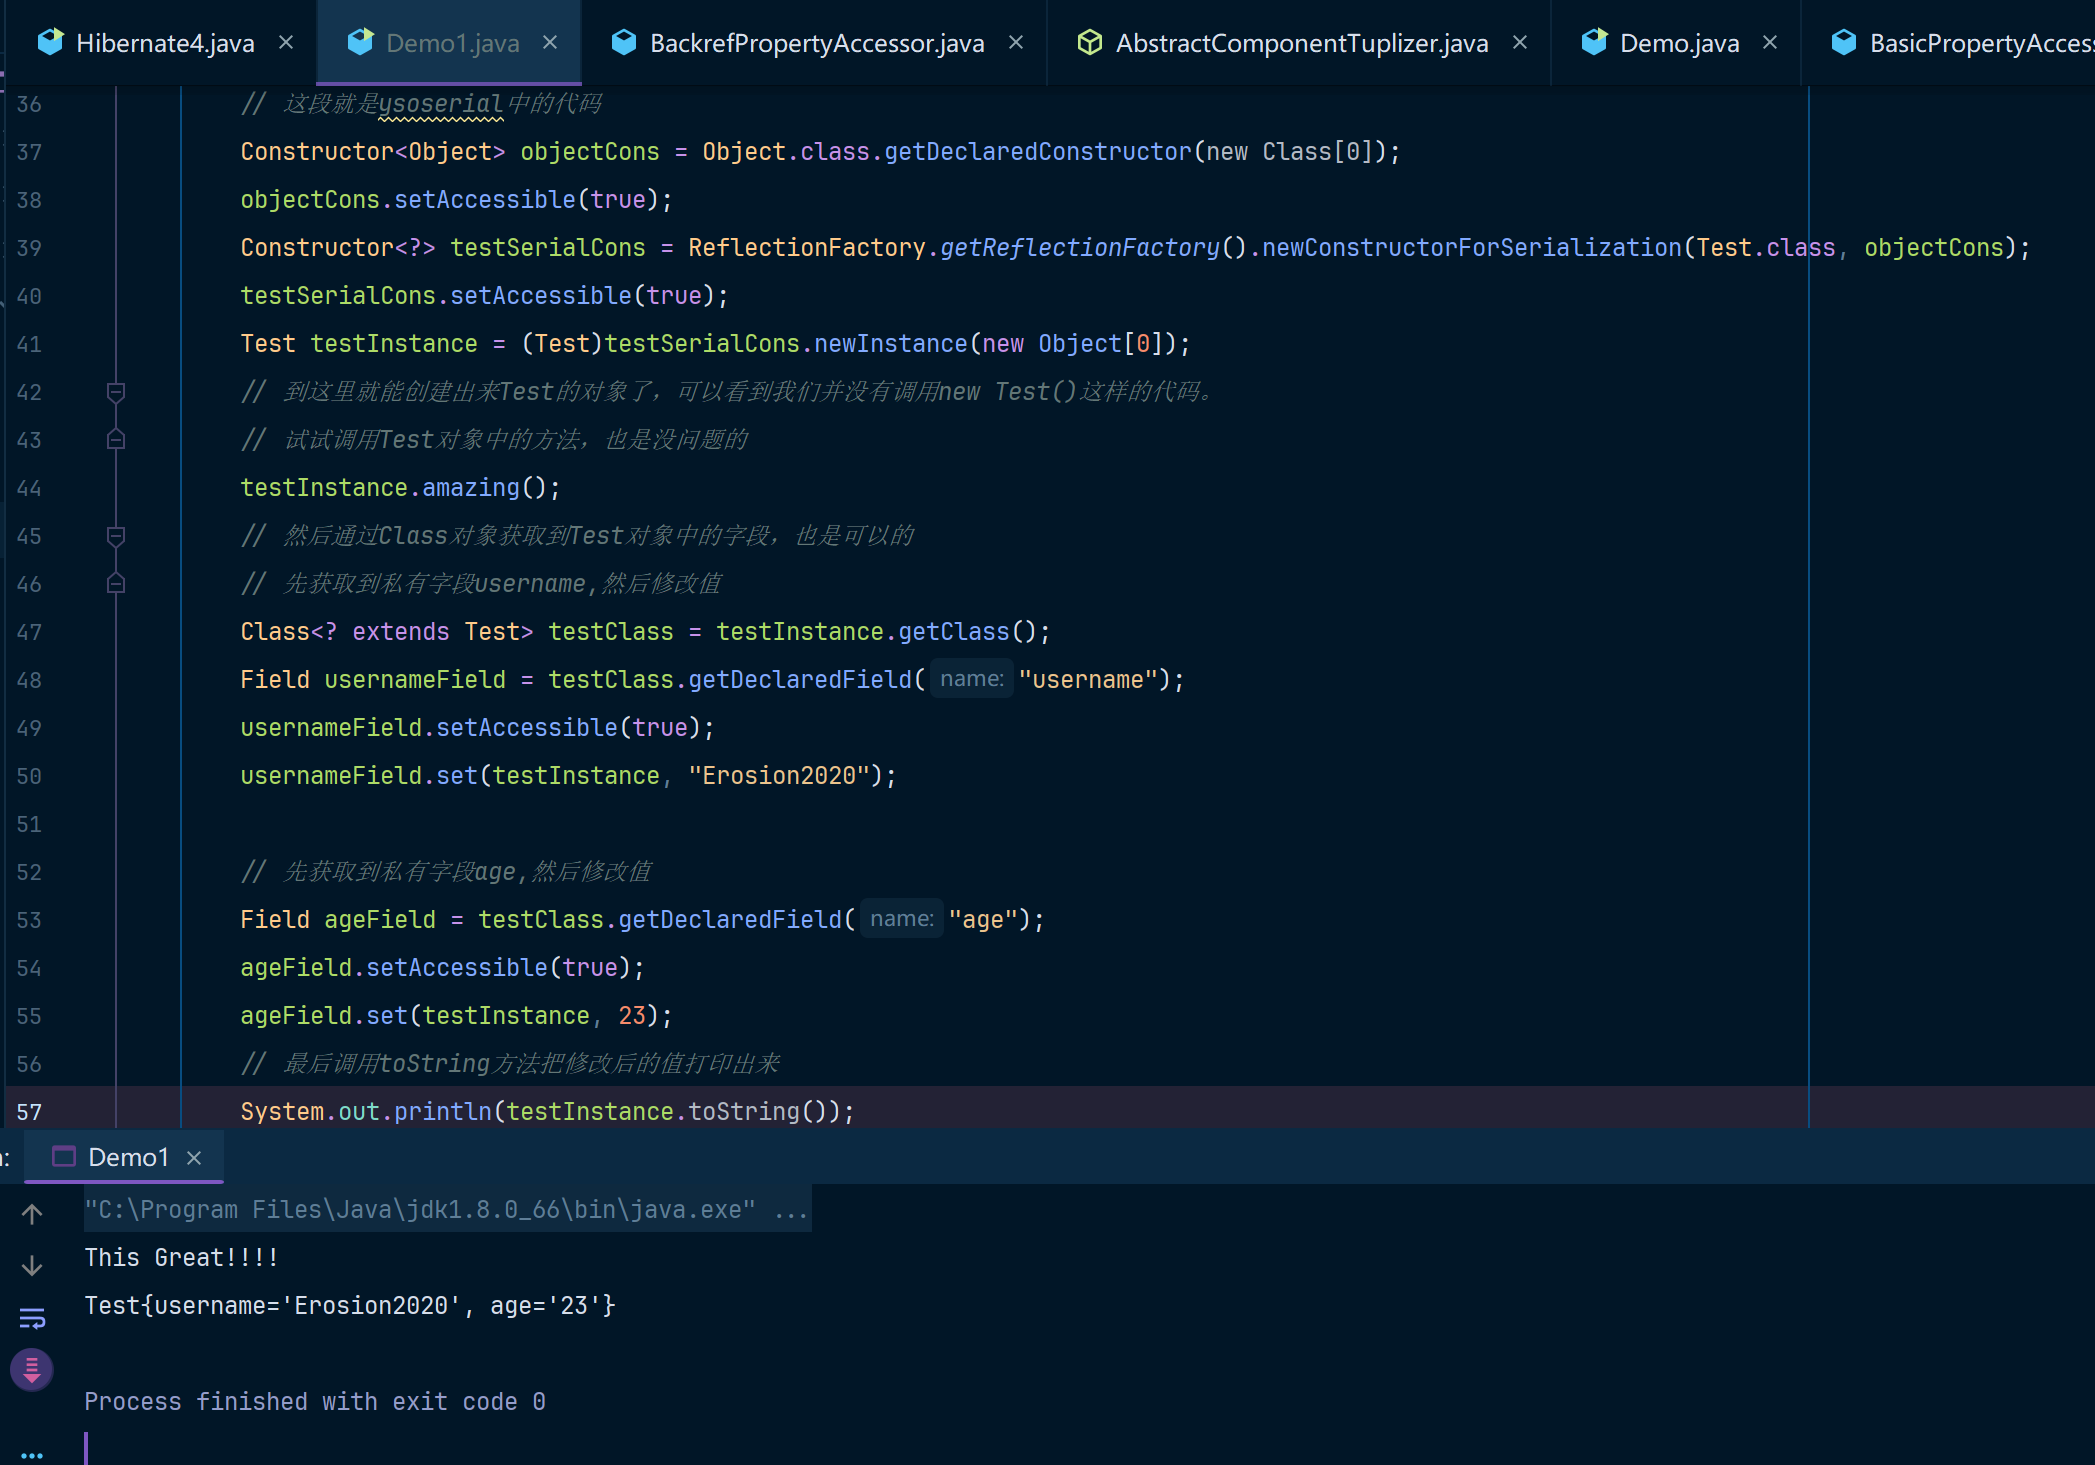 Hibernate4.java Demo1.java BackrefPropertyAccessor.java AbstractComponentTuplizer.java Demo.java BasicPropertyAcces
36 // 这段就是ysoserial中的代码
37 Constructor<Object> objectCons = Object.class.getDeclaredConstructor(new Class[0]);
38 objectCons.setAccessible(true);
39 Constructor<?> testSerialCons = ReflectionFactory.getReflectionFactory().newConstructorForSerialization(Test.class, objectCons);
40 testSerialCons.setAccessible(true);
41 Test testInstance = (Test)testSerialCons.newInstance(new Object[0]);
42 // 到这里就能创建出来Test的对象了，可以看到我们并没有调用new Test()这样的代码。
43 // 试试调用Test对象中的方法，也是没问题的
44 testInstance.amazing();
45 // 然后通过Class对象获取到Test对象中的字段，也是可以的
46 // 先获取到私有字段username,然后修改值
47 Class<? extends Test> testClass = testInstance.getClass();
48 Field usernameField = testClass.getDeclaredField( name: "username");
49 usernameField.setAccessible(true);
50 usernameField.set(testInstance, "Erosion2020");
51
52 // 先获取到私有字段age,然后修改值
53 Field ageField = testClass.getDeclaredField( name: "age");
54 ageField.setAccessible(true);
55 ageField.set(testInstance, 23);
56 // 最后调用toString方法把修改后的值打印出来
57 System.out.println(testInstance.toString());
Demo1
"C:\Program Files\Java\jdk1.8.0_66\bin\java.exe" ...
This Great!!!!
Test{username='Erosion2020', age='23'}
Process finished with exit code 0